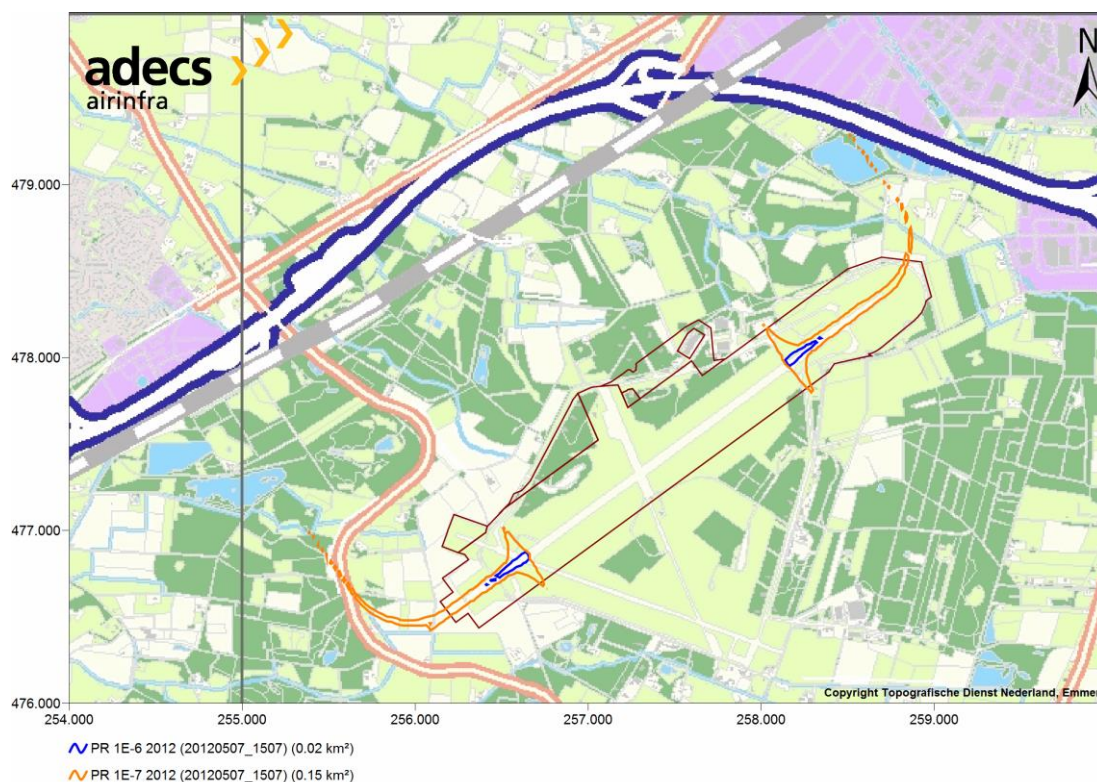 adecs
airinfra
N
479.000
478.000
477.000
476.000
Copyright Topografische Dienst Nederland, Emmer
254.000 255.000 256.000 257.000 258.000 259.000
PR 1E-6 2012 (20120507_1507) (0.02 km²)
PR 1E-7 2012 (20120507_1507) (0.15 km²)